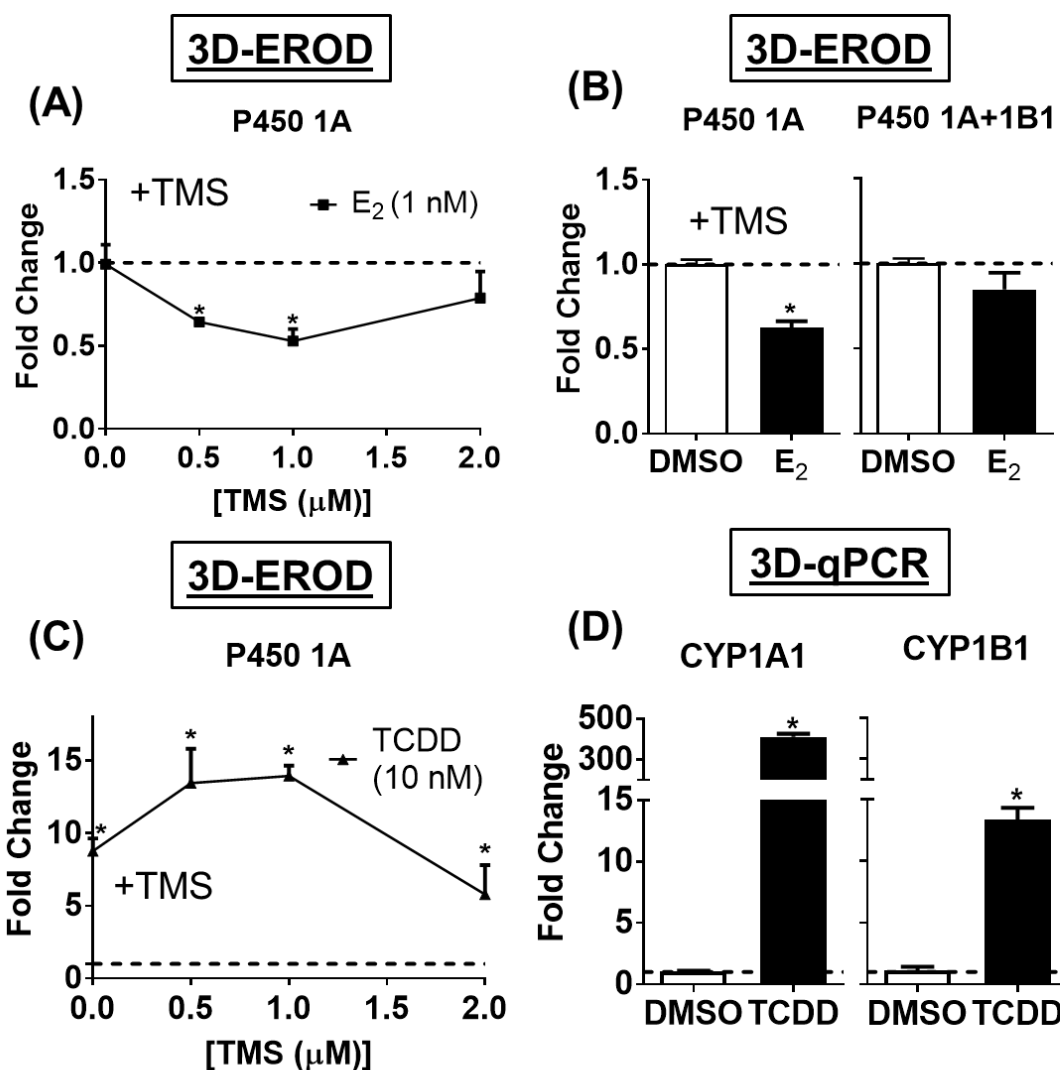 3D-EROD
(A)
P450 1A
1.5
1.0
0.5
0.0
Fold Change
+TMS
E₂ (1 nM)
*
*
0.0 0.5 1.0 1.5 2.0
[TMS (μM)]
3D-EROD
(B)
P450 1A P450 1A+1B1
1.5
1.0
0.5
0.0
Fold Change
+TMS
*
DMSO E₂ DMSO E₂
3D-EROD
(C)
P450 1A
15
10
5
0
Fold Change
TCDD
(10 nM)
* * * *
+TMS
0.0 0.5 1.0 1.5 2.0
[TMS (μM)]
3D-qPCR
(D)
CYP1A1 CYP1B1
500
300
15
10
5
0
Fold Change
*
*
DMSO TCDD DMSO TCDD